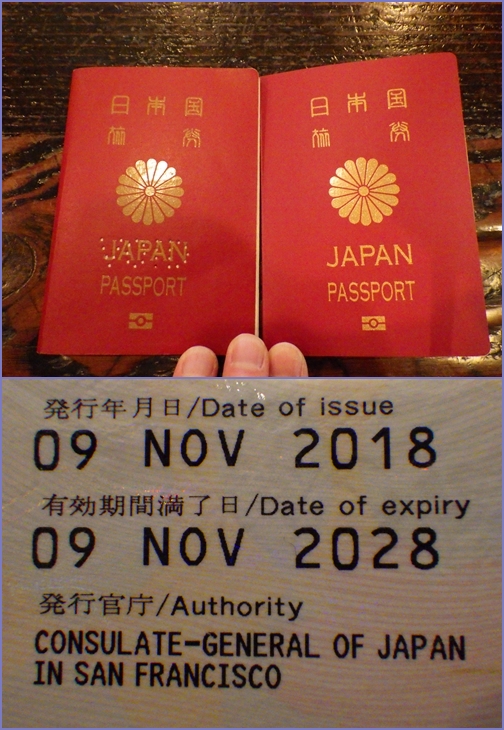 日本国
旅券
JAPAN
PASSPORT
日本国
旅券
JAPAN
PASSPORT
発行年月日/Date of issue
09 NOV 2018
有効期間満了日/Date of expiry
09 NOV 2028
発行官庁/Authority
CONSULATE-GENERAL OF JAPAN
IN SAN FRANCISCO